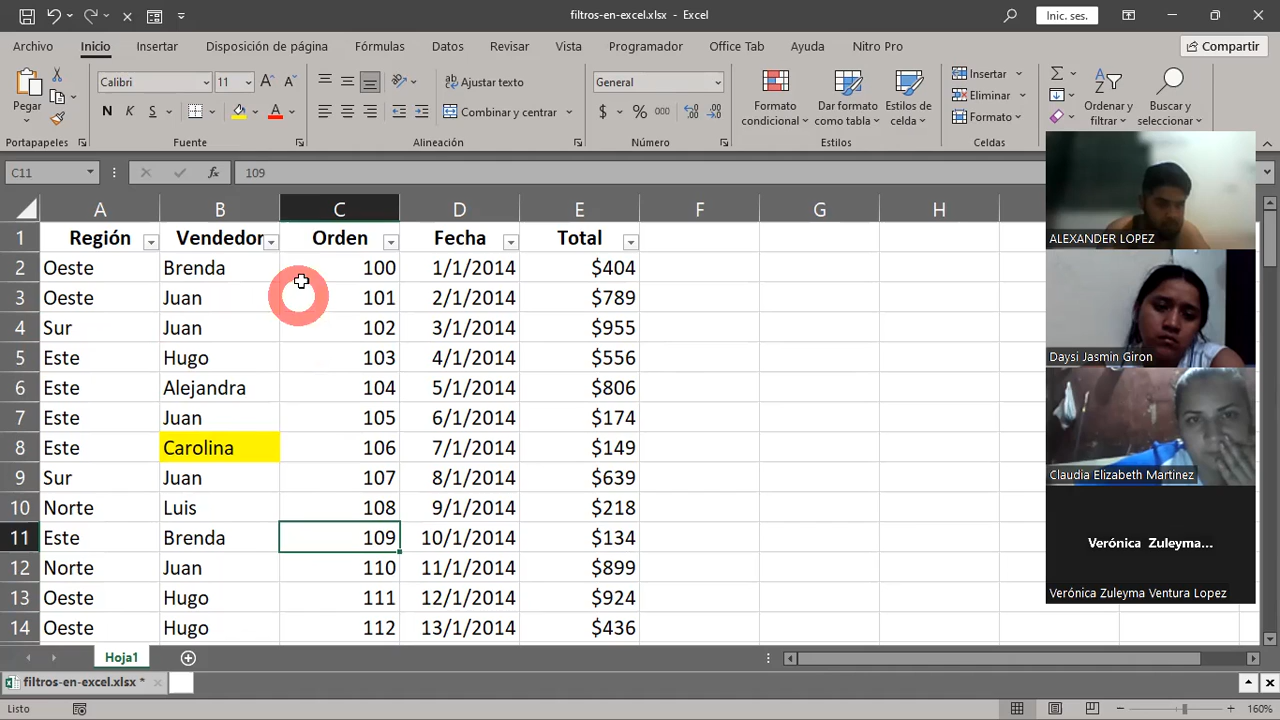 filtros-en-excel.xlsx - Excel
Inic. ses.
Archivo Inicio Insertar Disposición de página Fórmulas Datos Revisar Vista Programador Office Tab Ayuda Nitro Pro
Compartir
Pegar
Portapapeles
Calibri 11
N K S
Fuente
Ajustar texto
Combinar y centrar
Alineación
General
$ % 000
Número
Formato condicional
Dar formato como tabla
Estilos de celda
Estilos
Insertar
Eliminar
Formato
Celdas
Ordenar y filtrar
Buscar y seleccionar
C11
fx
109
A B C D E F G H
1 Región Vendedor Orden Fecha Total
2 Oeste Brenda 100 1/1/2014 $404
3 Oeste Juan 101 2/1/2014 $789
4 Sur Juan 102 3/1/2014 $955
5 Este Hugo 103 4/1/2014 $556
6 Este Alejandra 104 5/1/2014 $806
7 Este Juan 105 6/1/2014 $174
8 Este Carolina 106 7/1/2014 $149
9 Sur Juan 107 8/1/2014 $639
10 Norte Luis 108 9/1/2014 $218
11 Este Brenda 109 10/1/2014 $134
12 Norte Juan 110 11/1/2014 $899
13 Oeste Hugo 111 12/1/2014 $924
14 Oeste Hugo 112 13/1/2014 $436
ALEXANDER LOPEZ
Daysi Jasmin Giron
Claudia Elizabeth Martinez
Verónica Zuleyma...
Verónica Zuleyma Ventura Lopez
Hoja1
filtros-en-excel.xlsx *
Listo
160%